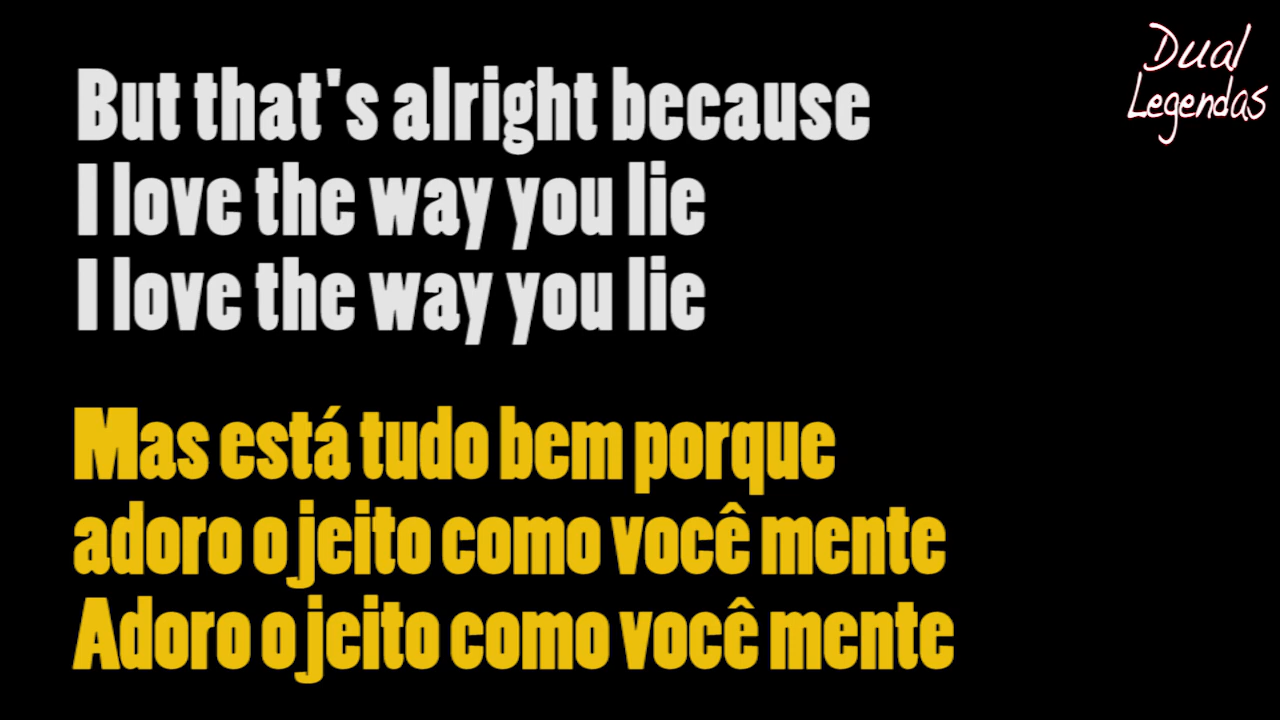 Dual
Legendas
But that's alright because
I love the way you lie
I love the way you lie
Mas está tudo bem porque
adoro o jeito como você mente
Adoro o jeito como você mente